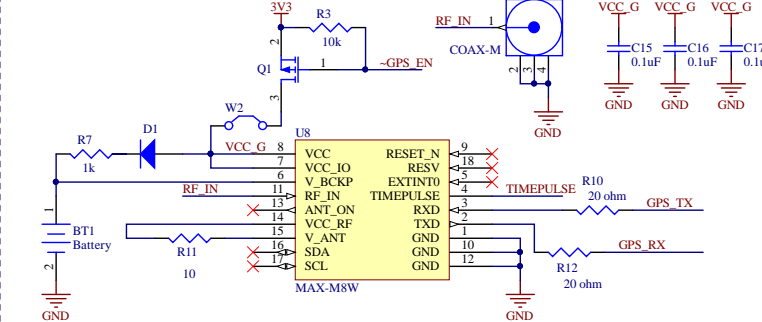 3V3
R3
10k
2
Q1
1
~GPS_EN
3
W2
RF_IN
1
COAX-M
2
3
4
GND
VCC_G
VCC_G
VCC_G
C15
0.1uF
C16
0.1uF
C17
GND
GND
GND
R7
1k
D1
VCC_G
1
BT1
Battery
2
GND
U8
8
VCC
7
VCC_IO
6
V_BCKP
RF_IN
11
RF_IN
13
ANT_ON
14
VCC_RF
15
V_ANT
16
SDA
17
SCL
R11
10
RESET_N
9
RESV
18
EXTINT0
5
TIMEPULSE
4
TIMEPULSE
RXD
3
TXD
2
GND
1
GND
10
GND
12
MAX-M8W
GND
R10
20 ohm
GPS_TX
GPS_RX
R12
20 ohm